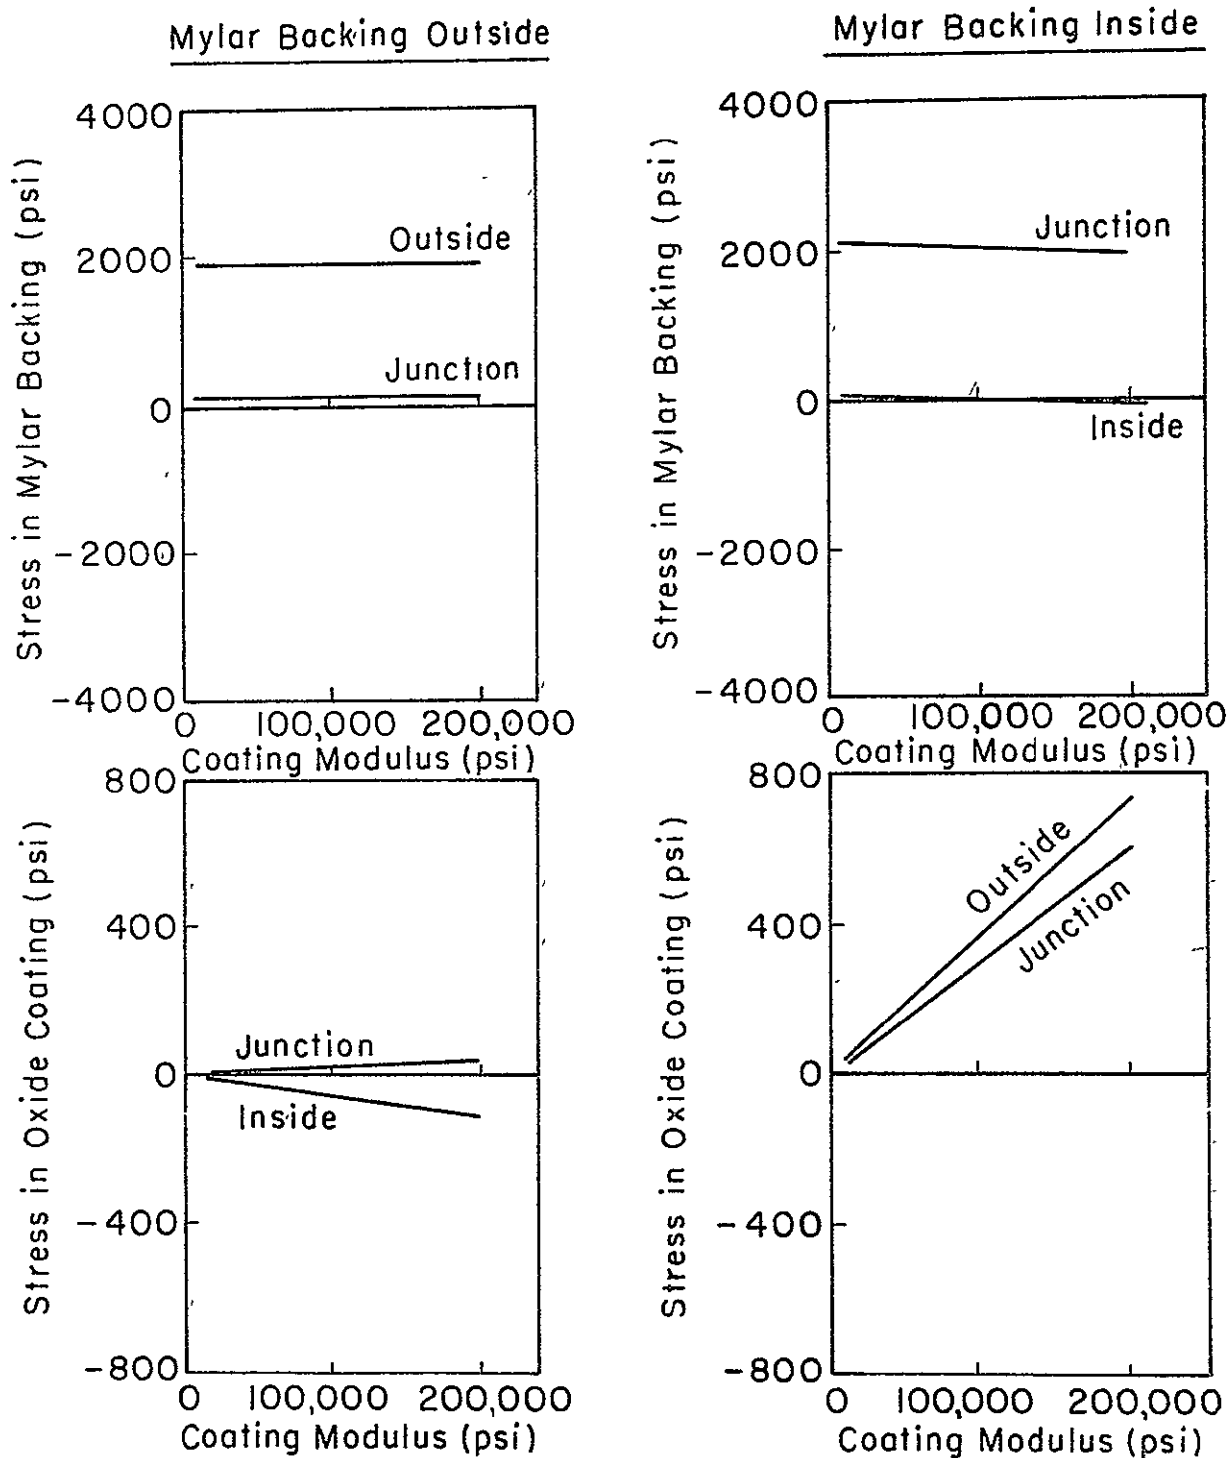 Mylar Backing Outside
Stress in Mylar Backing (psi)
4000
2000
0
-2000
-4000
Outside
Junction
0 100,000 200,000
Coating Modulus (psi)
Mylar Backing Inside
Stress in Mylar Backing (psi)
4000
2000
0
-2000
-4000
Junction
Inside
0 100,000 200,000
Coating Modulus (psi)
Stress in Oxide Coating (psi)
800
400
0
-400
-800
Junction
Inside
0 100,000 200,000
Coating Modulus (psi)
Stress in Oxide Coating (psi)
800
400
0
-400
-800
Outside
Junction
0 100,000 200,000
Coating Modulus (psi)